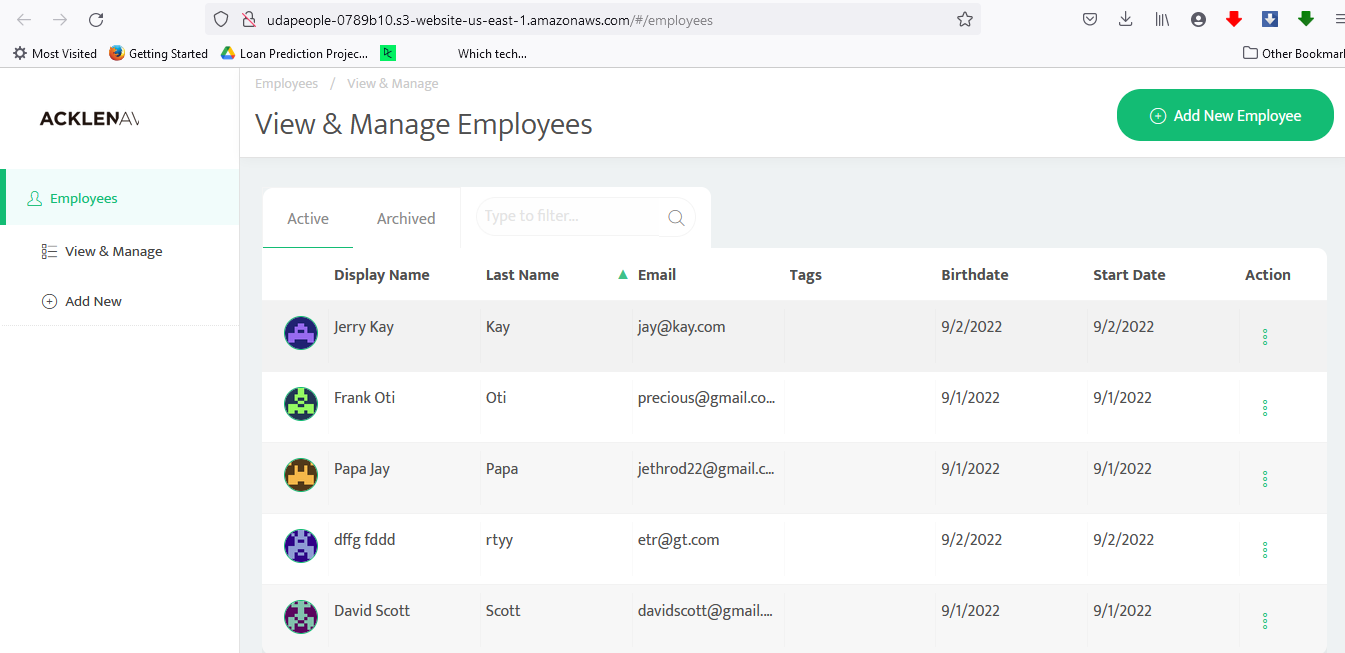 udapeople-0789b10.s3-website-us-east-1.amazonaws.com/#/employees
Most Visited Getting Started Loan Prediction Projec... Which tech... Other Bookmar
Employees / View & Manage
ACKLENAV
View & Manage Employees
Add New Employee
Employees
View & Manage
Add New
Active Archived Type to filter...
Display Name Last Name Email Tags Birthdate Start Date Action
Jerry Kay Kay jay@kay.com 9/2/2022 9/2/2022
Frank Oti Oti precious@gmail.co... 9/1/2022 9/1/2022
Papa Jay Papa jethrod22@gmail.c... 9/1/2022 9/1/2022
dffg fddd rtyy etr@gt.com 9/2/2022 9/2/2022
David Scott Scott davidscott@gmail.... 9/1/2022 9/1/2022